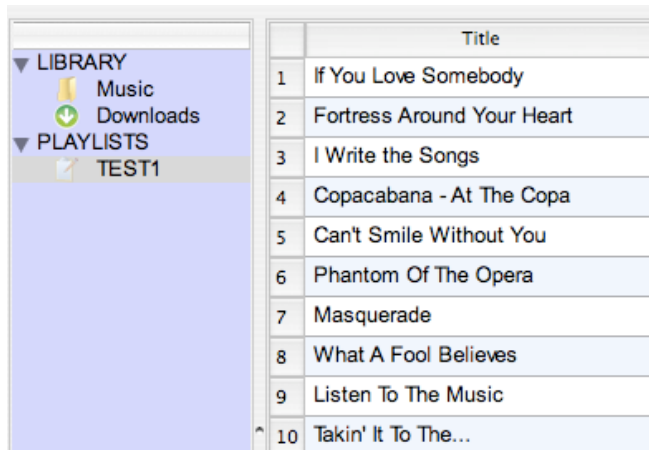 LIBRARY
Music
Downloads
PLAYLISTS
TEST1
Title
1 If You Love Somebody
2 Fortress Around Your Heart
3 I Write the Songs
4 Copacabana - At The Copa
5 Can't Smile Without You
6 Phantom Of The Opera
7 Masquerade
8 What A Fool Believes
9 Listen To The Music
10 Takin' It To The...